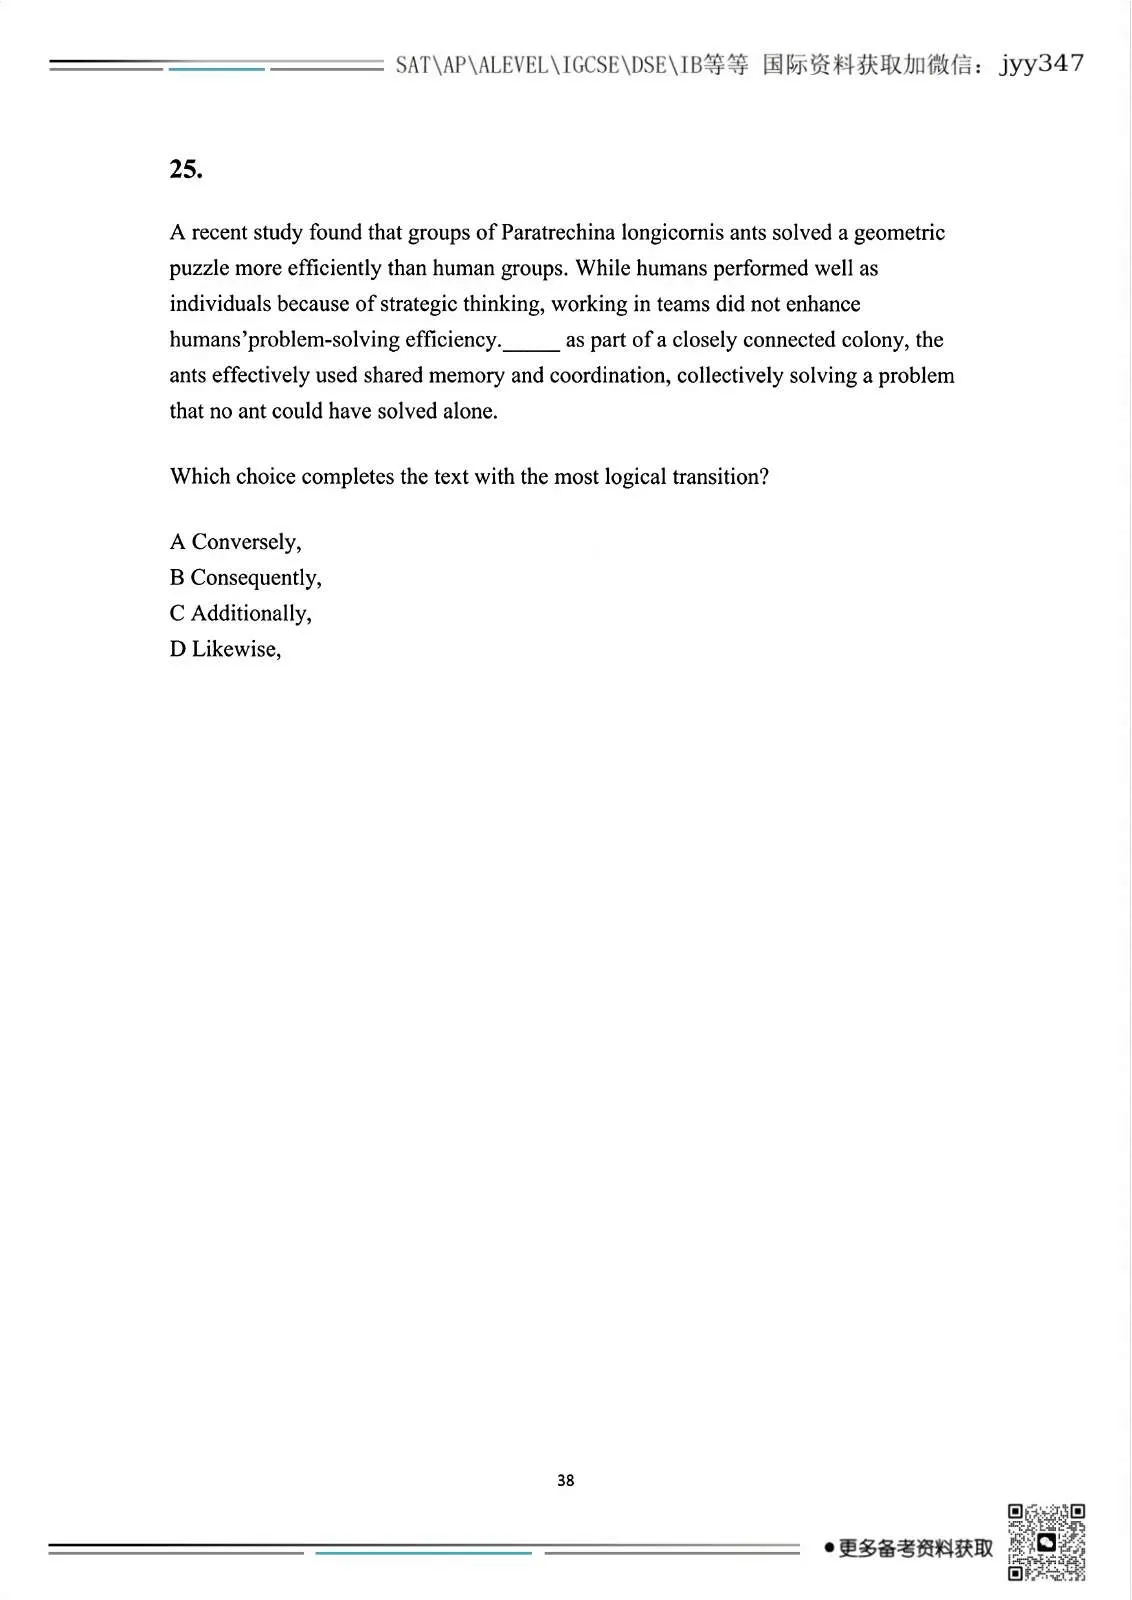 SAT\AP\ALEVEL\IGCSE\DSE\IB等等 国际资料获取加微信：jyy347
25.
A recent study found that groups of Paratrechina longicornis ants solved a geometric
puzzle more efficiently than human groups. While humans performed well as
individuals because of strategic thinking, working in teams did not enhance
humans’problem-solving efficiency._____ as part of a closely connected colony, the
ants effectively used shared memory and coordination, collectively solving a problem
that no ant could have solved alone.
Which choice completes the text with the most logical transition?
A Conversely,
B Consequently,
C Additionally,
D Likewise,
38
●更多备考资料获取